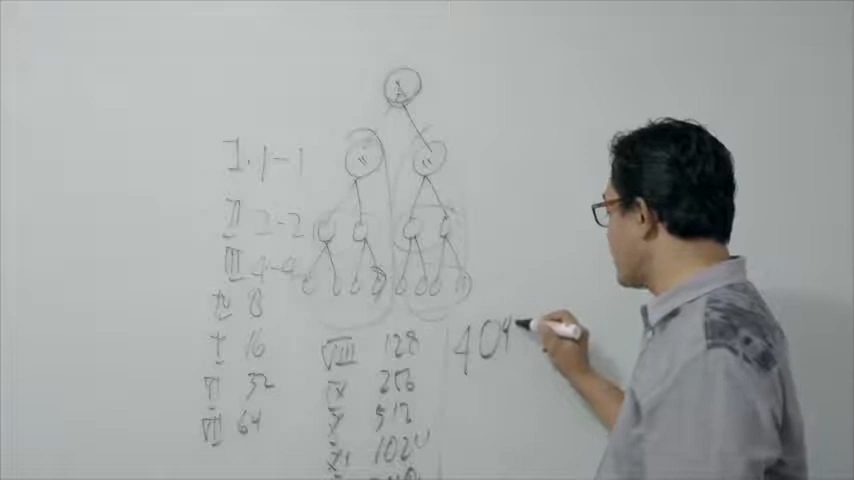 I. 1-1
II 2-2
III 4-4
IV 8
V 16
VI 32
VII 64
VIII 128
IX 256
X 512
XI 1024
404